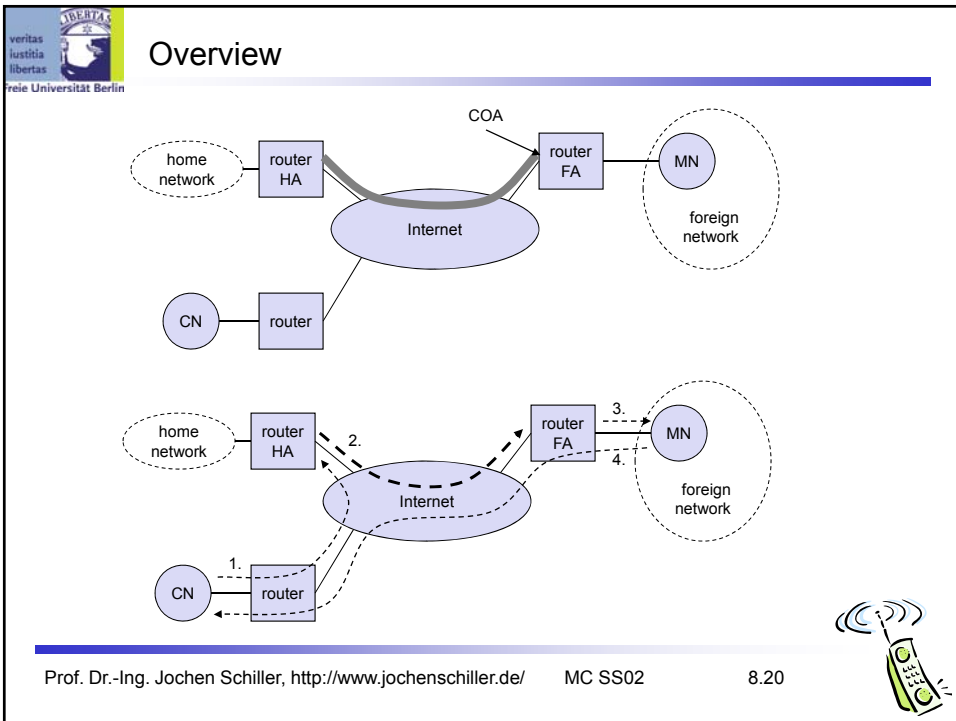 LIBERTAS
veritas
iustitia
libertas
Freie Universität Berlin
Overview
COA
home
network
router
HA
router
FA
MN
Internet
foreign
network
CN
router
home
network
router
HA
2.
router
FA
3.
MN
4.
Internet
foreign
network
1.
CN
router
Prof. Dr.-Ing. Jochen Schiller, http://www.jochenschiller.de/ MC SS02 8.20